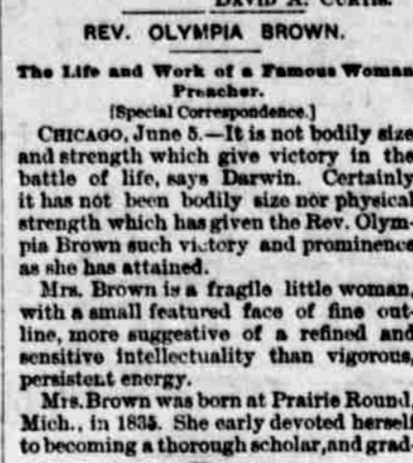 DAVID A. CURTIS.
REV. OLYMPIA BROWN.
The Life and Work of a Famous Woman
Preacher.
[Special Correspondence.]
CHICAGO, June 5.—It is not bodily size
and strength which give victory in the
battle of life, says Darwin. Certainly
it has not been bodily size nor physical
strength which has given the Rev. Olym-
pia Brown such victory and prominence
as she has attained.
Mrs. Brown is a fragile little woman,
with a small featured face of fine out-
line, more suggestive of a refined and
sensitive intellectuality than vigorous,
persistent energy.
Mrs. Brown was born at Prairie Round,
Mich., in 1835. She early devoted herself
to becoming a thorough scholar, and grad-